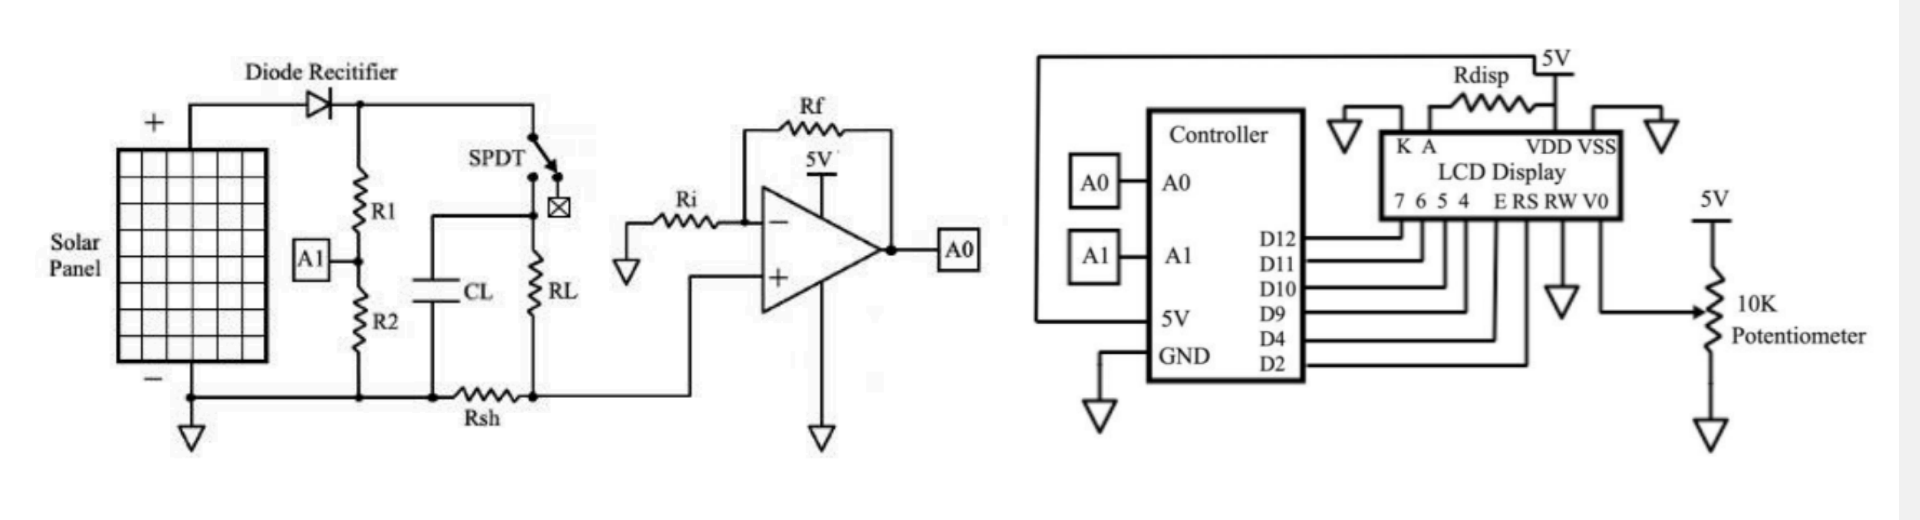 Diode Recitifier
+
Solar
Panel
−
R1
A1
R2
SPDT
CL
RL
Rsh
Rf
5V
Ri
−
+
A0
Controller
A0
A0
A1
A1
5V
GND
D12
D11
D10
D9
D4
D2
5V
Rdisp
K A VDD VSS
LCD Display
7 6 5 4 E RS RW V0
5V
10K
Potentiometer